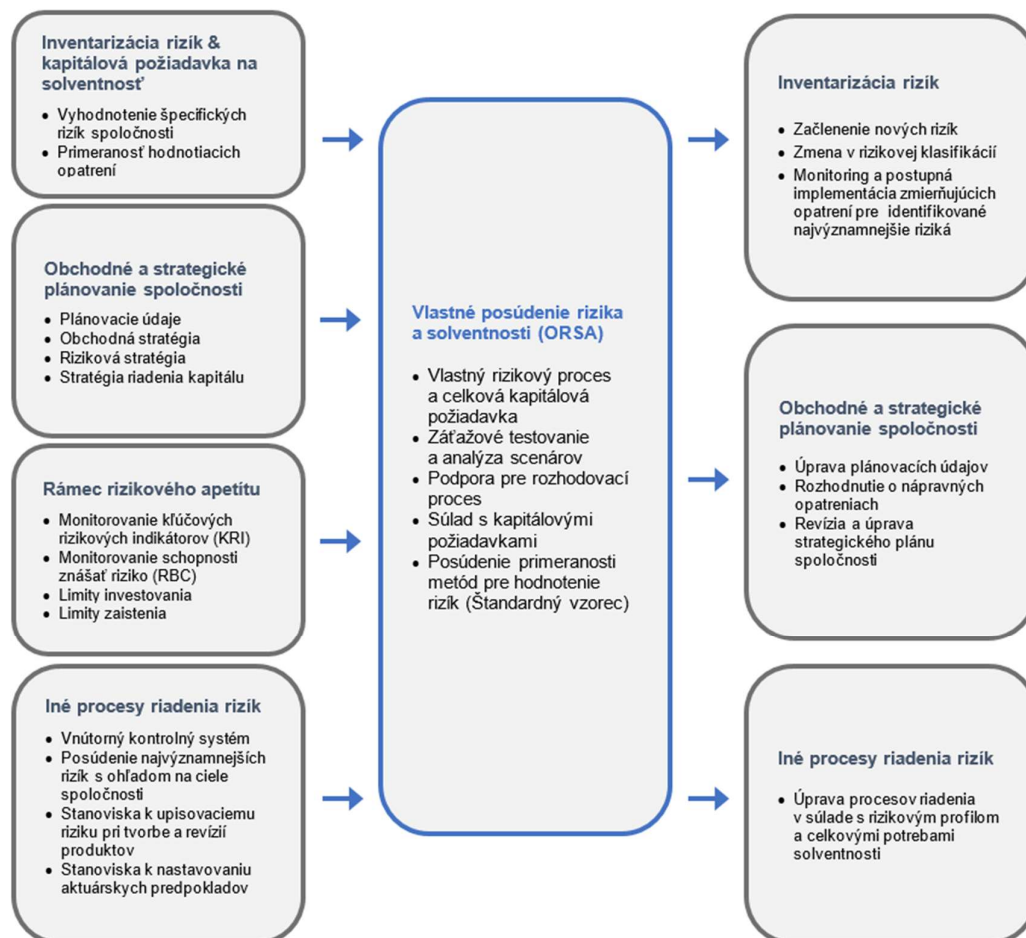 Inventarizácia rizík &
kapitálová požiadavka na
solventnosť
• Vyhodnotenie špecifických
rizík spoločnosti
• Primeranosť hodnotiacich
opatrení
Obchodné a strategické
plánovanie spoločnosti
• Plánovacie údaje
• Obchodná stratégia
• Riziková stratégia
• Stratégia riadenia kapitálu
Rámec rizikového apetítu
• Monitorovanie kľúčových
rizikových indikátorov (KRI)
• Monitorovanie schopnosti
znášať riziko (RBC)
• Limity investovania
• Limity zaistenia
Iné procesy riadenia rizík
• Vnútorný kontrolný systém
• Posúdenie najvýznamnejších
rizík s ohľadom na ciele
spoločnosti
• Stanoviska k upisovaciemu
riziku pri tvorbe a revízií
produktov
• Stanoviska k nastavovaniu
aktuárskych predpokladov
Vlastné posúdenie rizika
a solventnosti (ORSA)
• Vlastný rizikový proces
a celková kapitálová
požiadavka
• Záťažové testovanie
a analýza scenárov
• Podpora pre rozhodovací
proces
• Súlad s kapitálovými
požiadavkami
• Posúdenie primeranosti
metód pre hodnotenie
rizík (Štandardný vzorec)
Inventarizácia rizík
• Začlenenie nových rizík
• Zmena v rizikovej klasifikácií
• Monitoring a postupná
implementácia zmierňujúcich
opatrení pre identifikované
najvýznamnejšie riziká
Obchodné a strategické
plánovanie spoločnosti
• Úprava plánovacích údajov
• Rozhodnutie o nápravných
opatreniach
• Revízia a úprava
strategického plánu
spoločnosti
Iné procesy riadenia rizík
• Úprava procesov riadenia
v súlade s rizikovým profilom
a celkovými potrebami
solventnosti